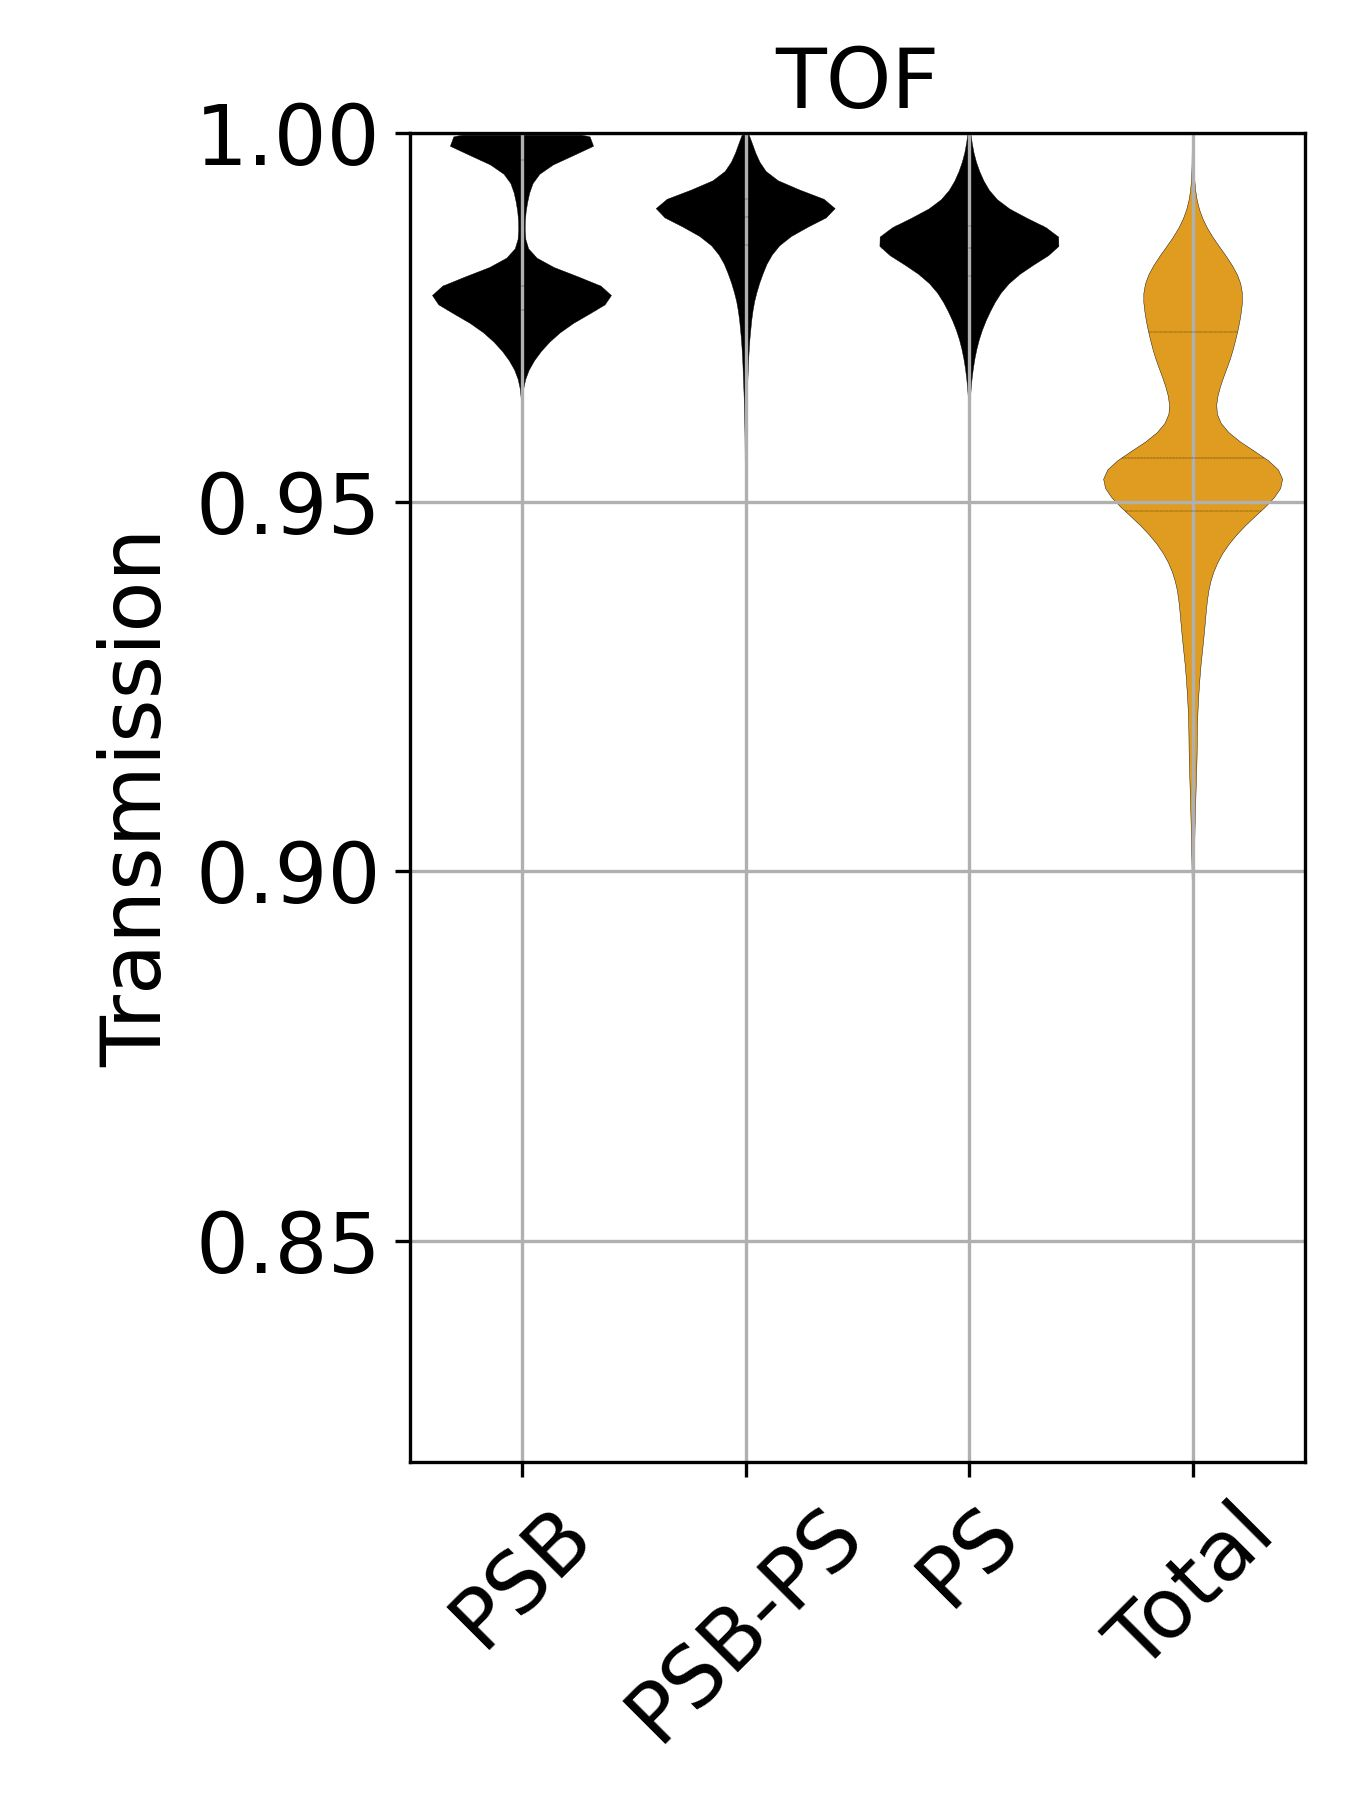 TOF
1.00
0.95
0.90
0.85
Transmission
PSB
PSB-PS
PS
Total